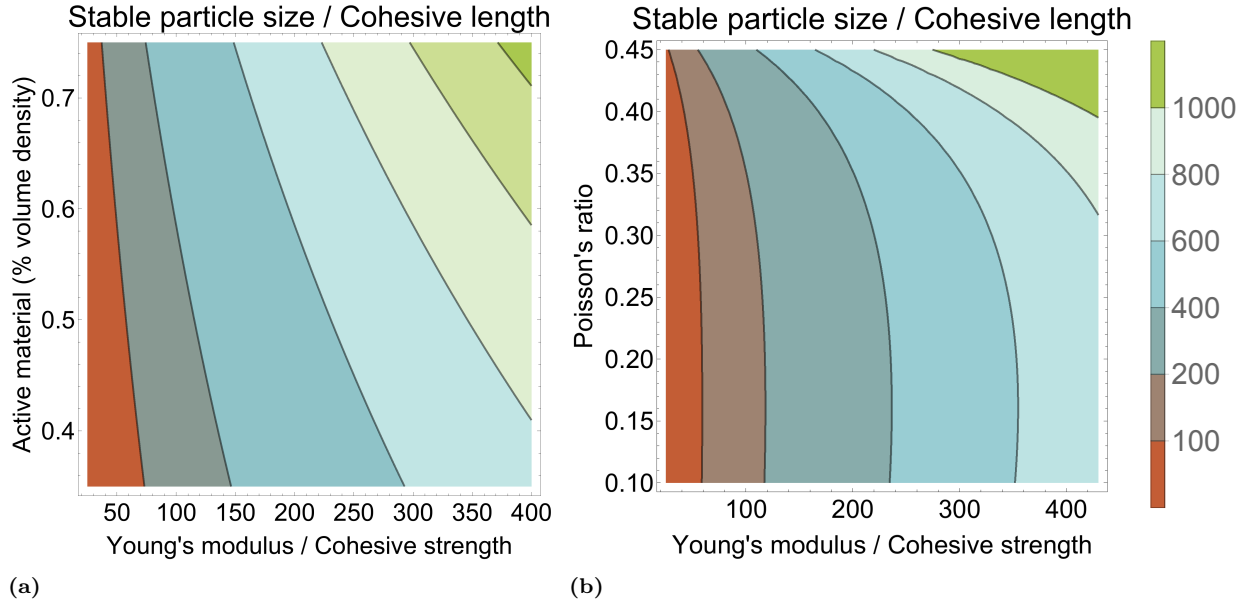 Stable particle size / Cohesive length
Active material (% volume density)
0.7
0.6
0.5
0.4
50 100 150 200 250 300 350 400
Young's modulus / Cohesive strength
(a)
Stable particle size / Cohesive length
Poisson's ratio
0.45
0.40
0.35
0.30
0.25
0.20
0.15
0.10
100 200 300 400
Young's modulus / Cohesive strength
(b)
1000
800
600
400
200
100